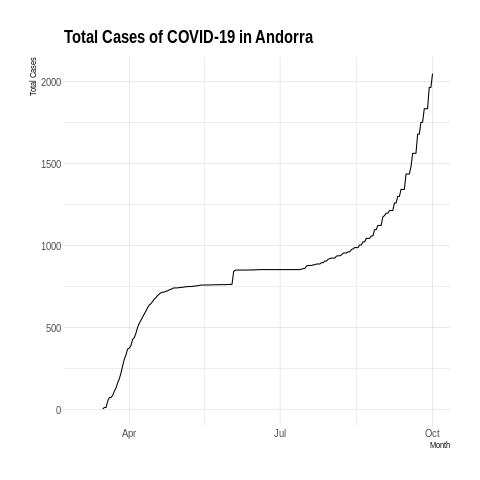 Total Cases of COVID-19 in Andorra
Total Cases
2000
1500
1000
500
0
Apr
Jul
Oct
Month